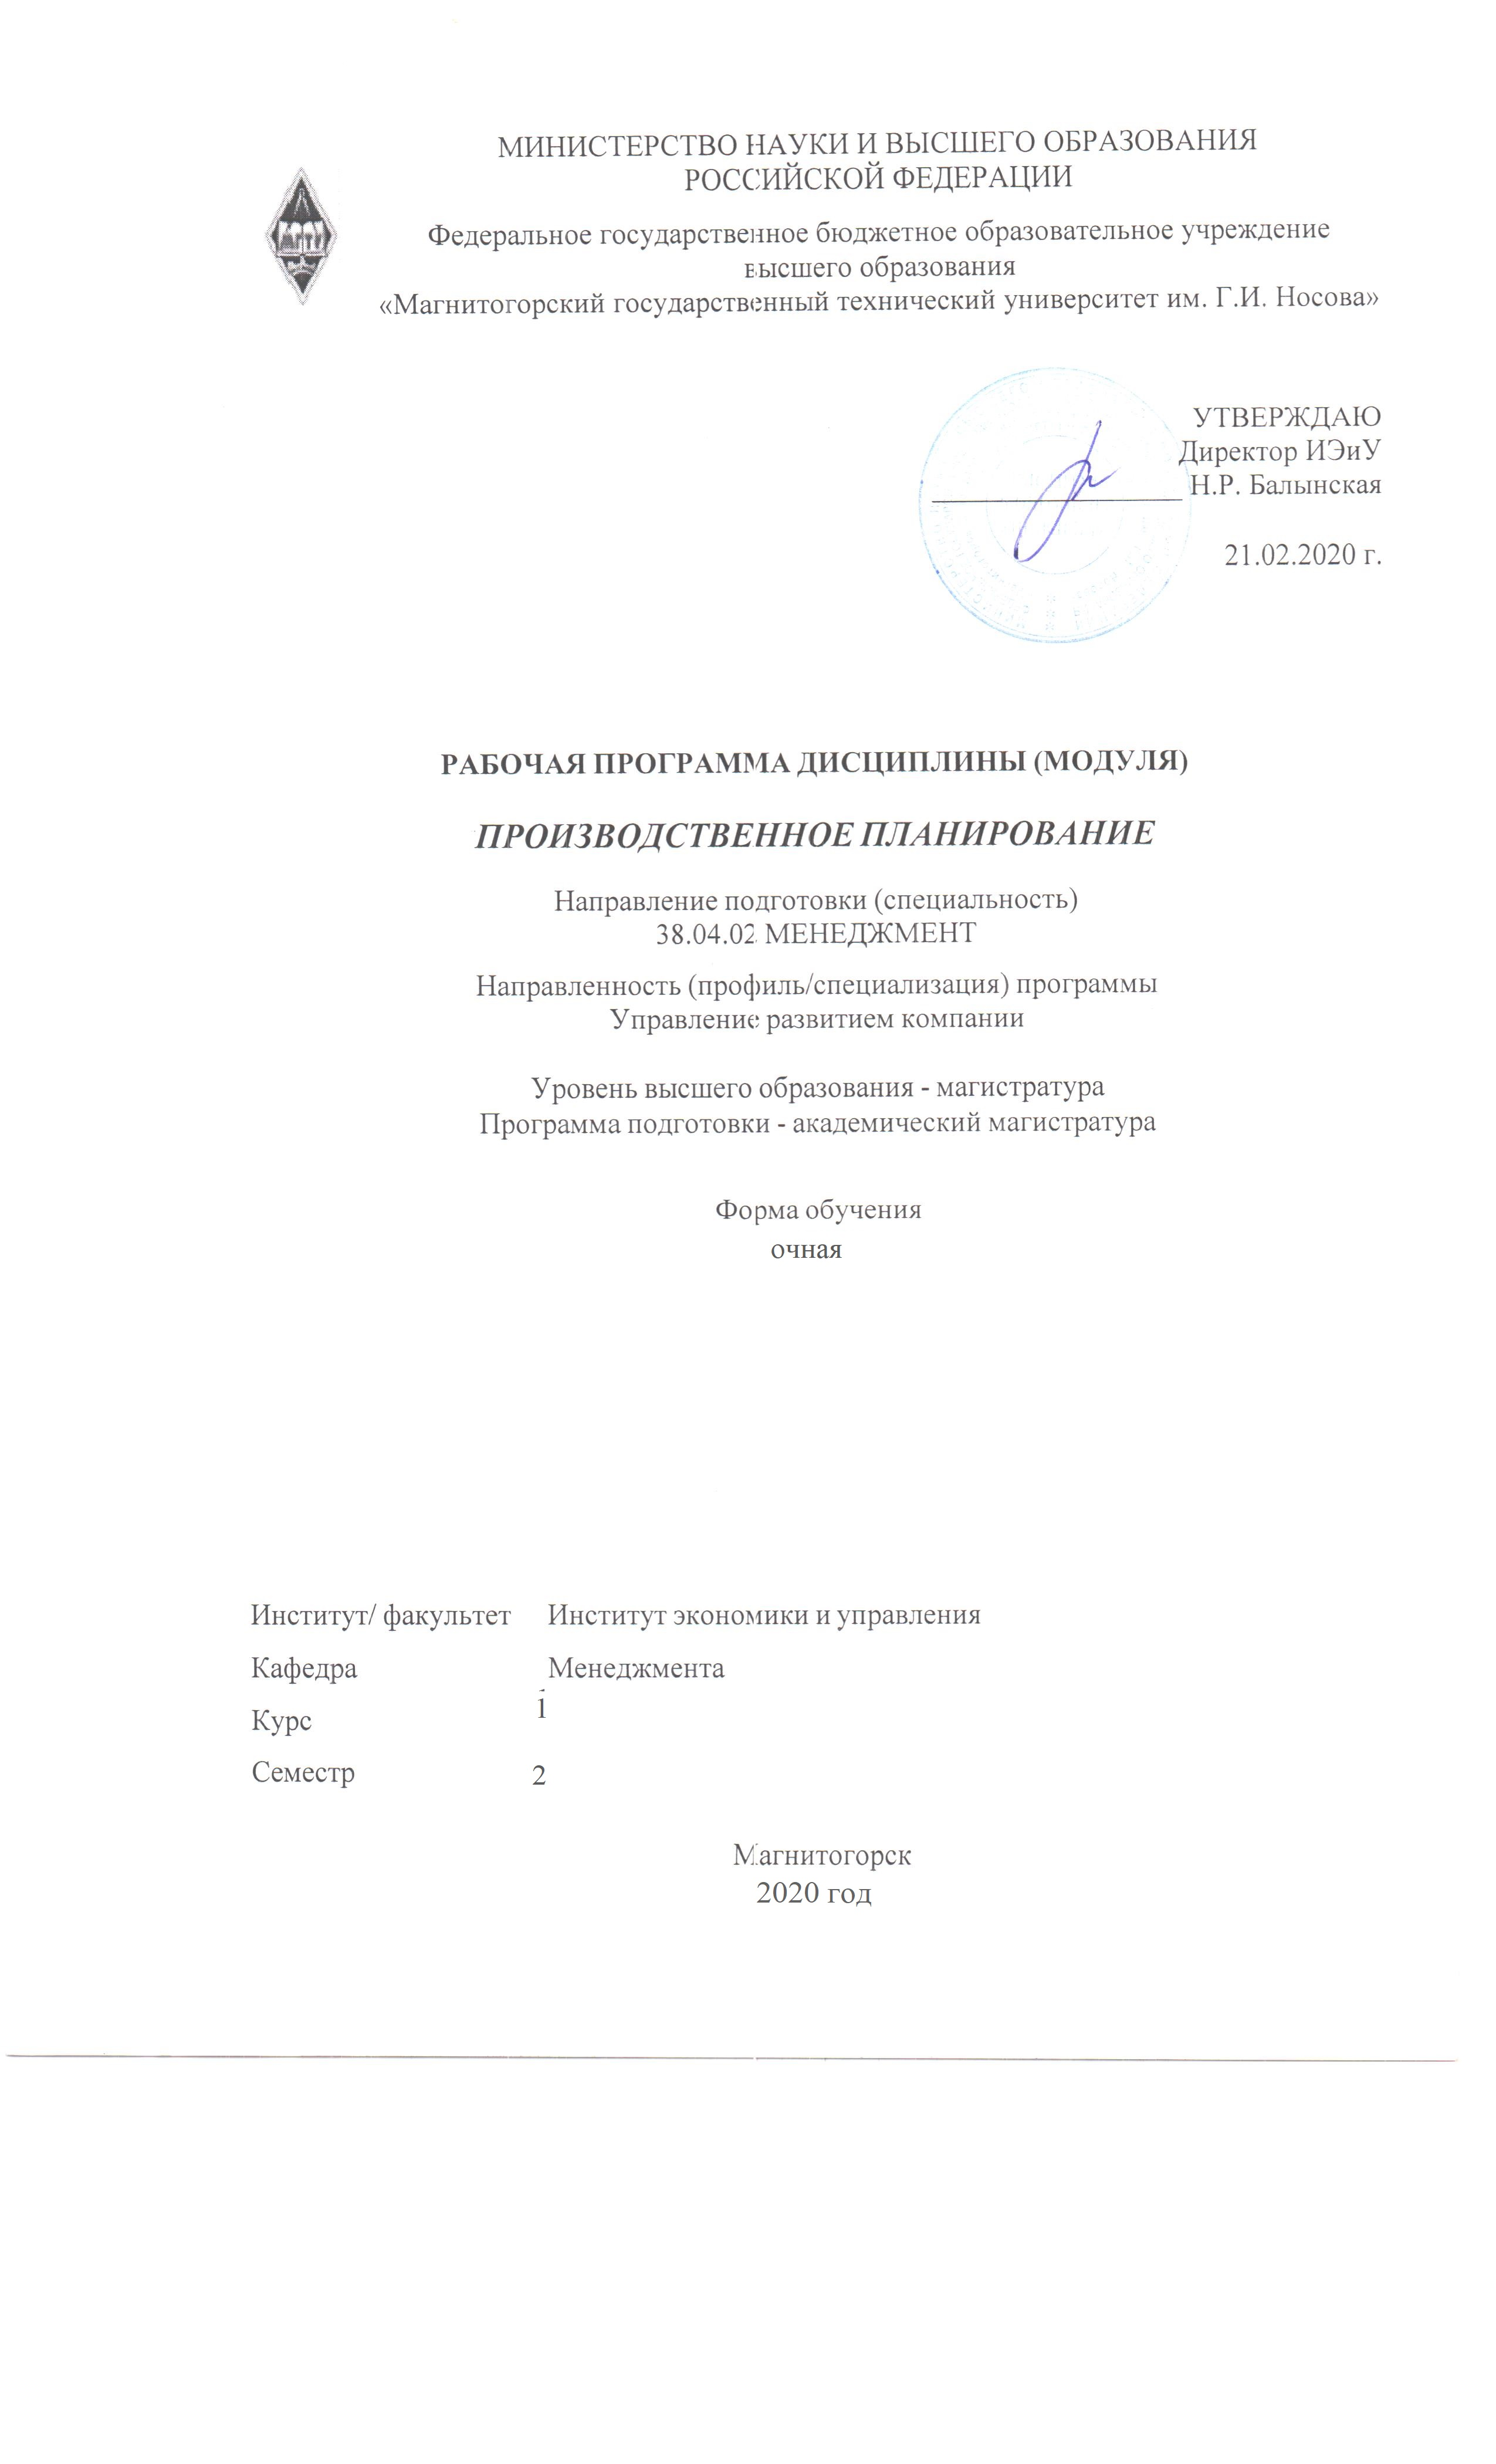 МИНИСТЕРСТВО НАУКИ И ВЫСШЕГО ОБРАЗОВАНИЯ
РОССИЙСКОЙ ФЕДЕРАЦИИ
Федеральное государственное бюджетное образовательное учреждение
высшего образования
«Магнитогорский государственный технический университет им. Г.И. Носова»
УТВЕРЖДАЮ
Директор ИЭиУ
Н.Р. Балынская
21.02.2020 г.
РАБОЧАЯ ПРОГРАММА ДИСЦИПЛИНЫ (МОДУЛЯ)
ПРОИЗВОДСТВЕННОЕ ПЛАНИРОВАНИЕ
Направление подготовки (специальность)
38.04.02 МЕНЕДЖМЕНТ
Направленность (профиль/специализация) программы
Управление развитием компании
Уровень высшего образования - магистратура
Программа подготовки - академический магистратура
Форма обучения
очная
Институт/ факультет Институт экономики и управления
Кафедра Менеджмента
Курс 1
Семестр 2
Магнитогорск
2020 год